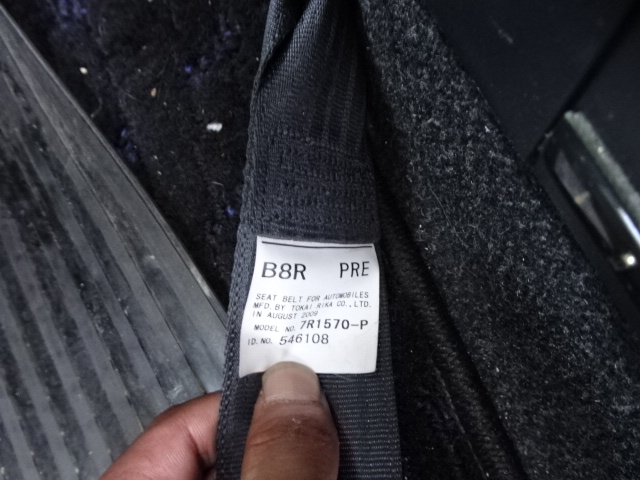 B8R PRE
SEAT BELT FOR AUTOMOBILES
MFD. BY TOKAI RIKA CO., LTD.
IN AUGUST 2009
MODEL NO. 7R1570-P
ID. NO. 546108